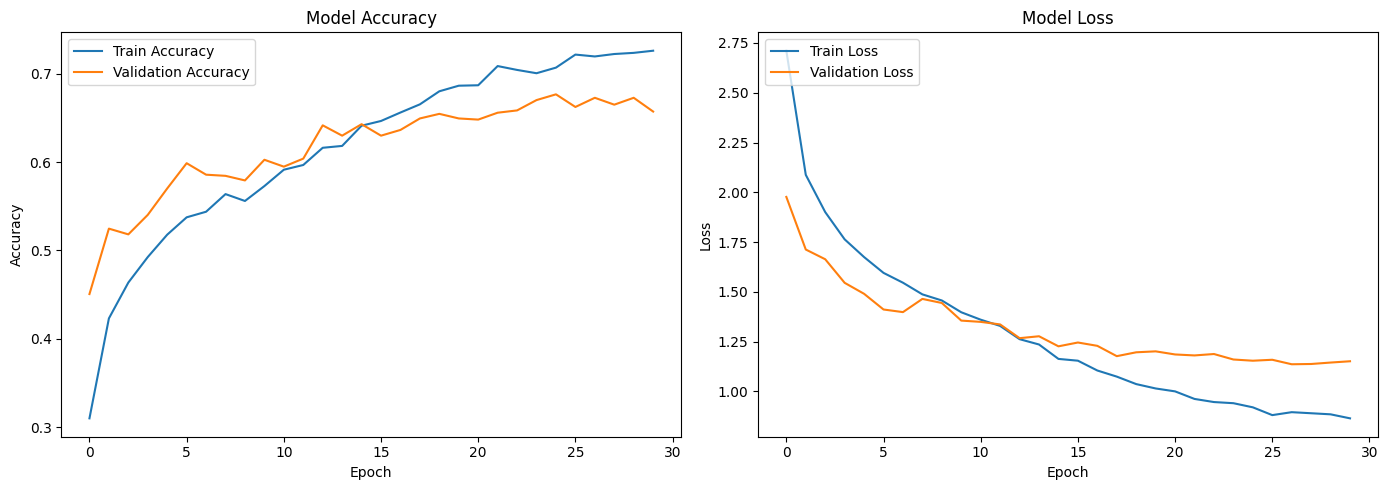 Model Accuracy
Train Accuracy
Validation Accuracy
Accuracy
0.7
0.6
0.5
0.4
0.3
0 5 10 15 20 25 30
Epoch
Model Loss
Train Loss
Validation Loss
Loss
2.75
2.50
2.25
2.00
1.75
1.50
1.25
1.00
0 5 10 15 20 25 30
Epoch